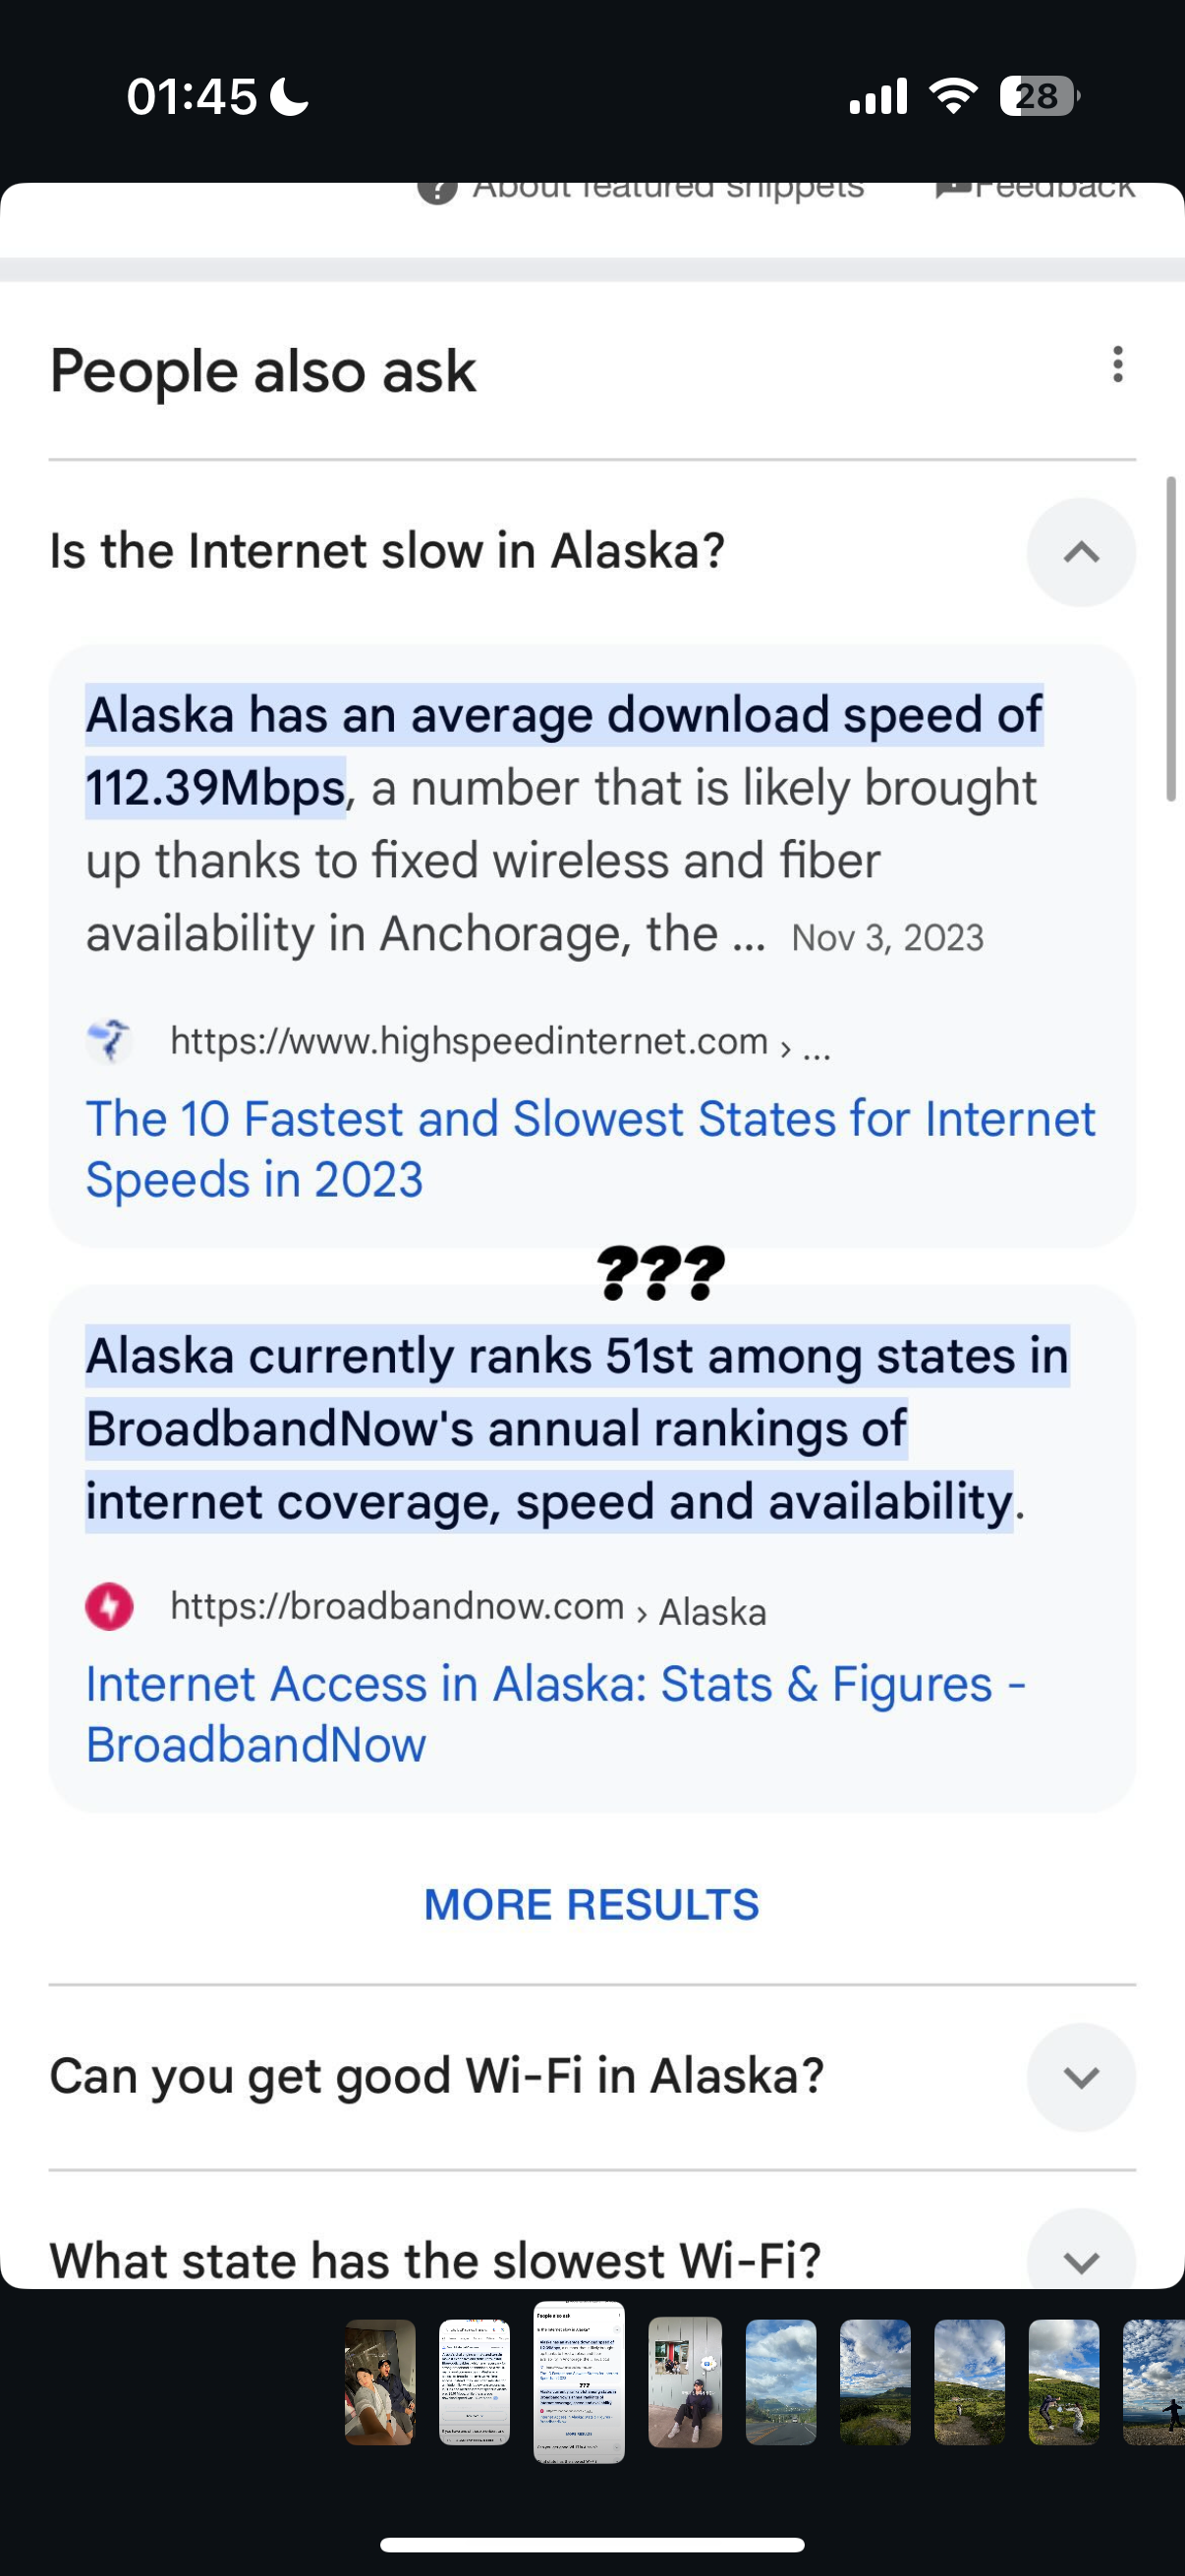 01:45
28
About featured snippets
Feedback
People also ask
Is the Internet slow in Alaska?
Alaska has an average download speed of
112.39Mbps, a number that is likely brought
up thanks to fixed wireless and fiber
availability in Anchorage, the ... Nov 3, 2023
https://www.highspeedinternet.com › ...
The 10 Fastest and Slowest States for Internet
Speeds in 2023
???
Alaska currently ranks 51st among states in
BroadbandNow's annual rankings of
internet coverage, speed and availability.
https://broadbandnow.com › Alaska
Internet Access in Alaska: Stats & Figures -
BroadbandNow
MORE RESULTS
Can you get good Wi-Fi in Alaska?
What state has the slowest Wi-Fi?